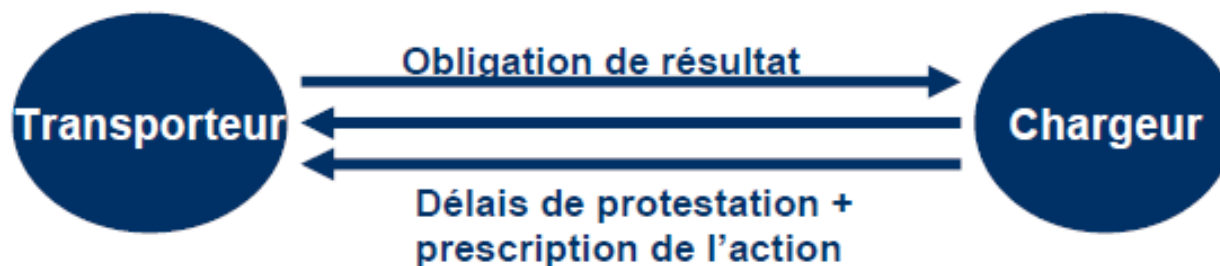 Obligation de résultat
Transporteur
Chargeur
Délais de protestation +
prescription de l'action